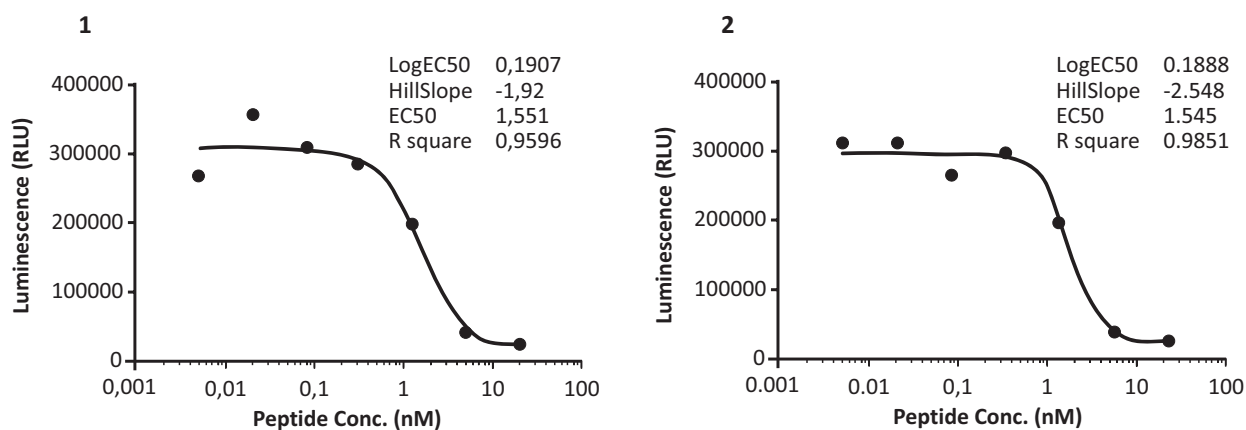 1
LogEC50 0,1907
HillSlope -1,92
EC50 1,551
R square 0,9596
Luminescence (RLU)
400000
300000
200000
100000
0
0,001 0,01 0,1 1 10 100
Peptide Conc. (nM)
2
LogEC50 0.1888
HillSlope -2.548
EC50 1.545
R square 0.9851
Luminescence (RLU)
400000
300000
200000
100000
0
0.001 0.01 0,1 1 10 100
Peptide Conc. (nM)